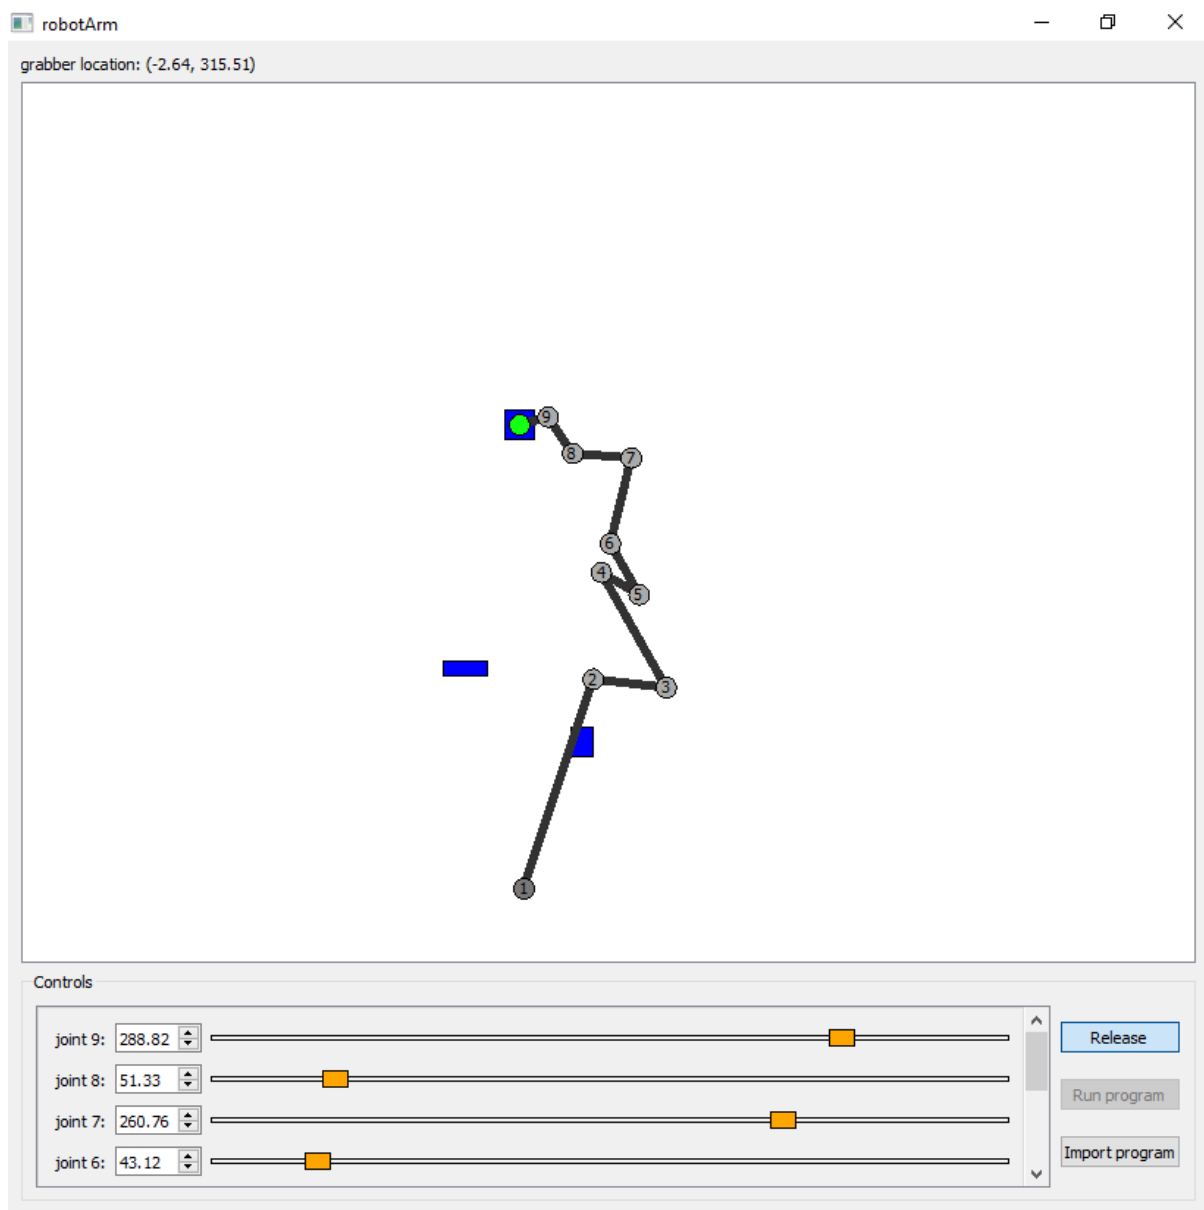 robotArm
grabber location: (-2.64, 315.51)
9
8
7
6
4
5
2
3
1
Controls
joint 9: 288.82
Release
joint 8: 51.33
Run program
joint 7: 260.76
Import program
joint 6: 43.12